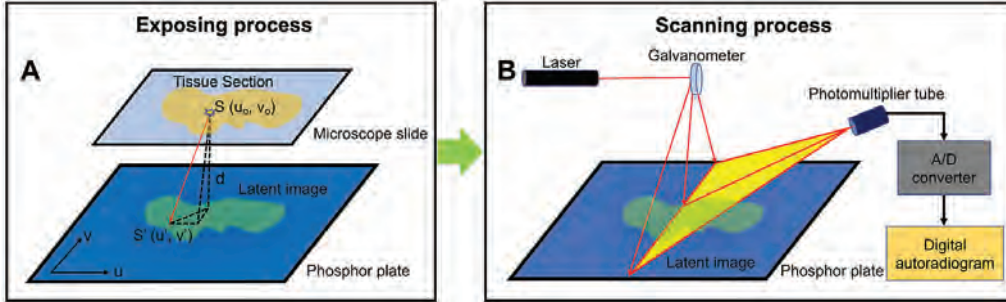 Exposing process
A
Tissue Section
S (u₀, v₀)
Microscope slide
d
Latent image
S' (u', v')
v
u
Phosphor plate
Scanning process
B
Laser
Galvanometer
Photomultiplier tube
A/D
converter
Latent image
Phosphor plate
Digital
autoradiogram